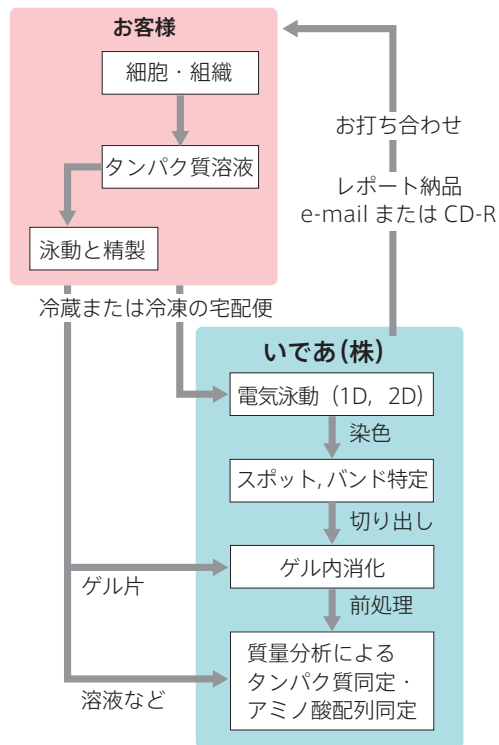 お客様
細胞・組織
タンパク質溶液
泳動と精製
お打ち合わせ
レポート納品
e-mail または CD-R
冷蔵または冷凍の宅配便
いであ(株)
電気泳動（1D，2D）
染色
スポット，バンド特定
切り出し
ゲル内消化
ゲル片
前処理
質量分析による
タンパク質同定・
アミノ酸配列同定
溶液など